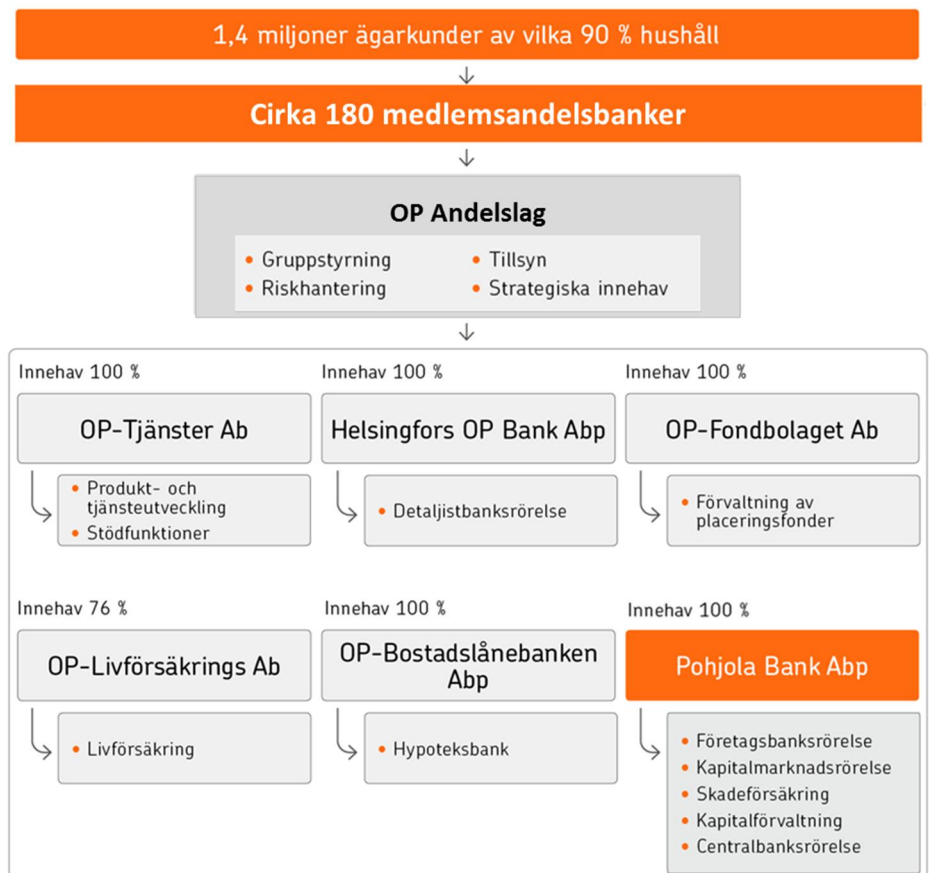 1,4 miljoner ägarkunder av vilka 90 % hushåll
Cirka 180 medlemsandelsbanker
OP Andelslag
• Gruppstyrning
• Riskhantering
• Tillsyn
• Strategiska innehav
Innehav 100 %
OP-Tjänster Ab
• Produkt- och
tjänsteutveckling
• Stödfunktioner
Innehav 100 %
Helsingfors OP Bank Abp
• Detaljistbanksrörelse
Innehav 100 %
OP-Fondbolaget Ab
• Förvaltning av
placeringsfonder
Innehav 76 %
OP-Livförsäkrings Ab
• Livförsäkring
Innehav 100 %
OP-Bostadslånebanken
Abp
• Hypoteksbank
Innehav 100 %
Pohjola Bank Abp
• Företagsbanksrörelse
• Kapitalmarknadsrörelse
• Skadeförsäkring
• Kapitalförvaltning
• Centralbanksrörelse